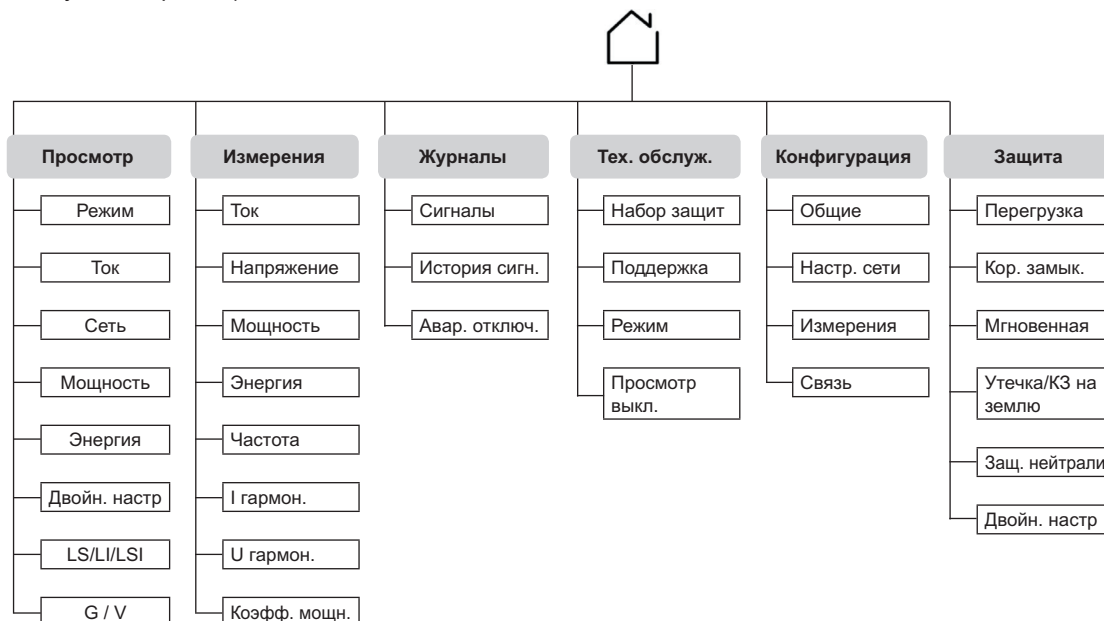 Просмотр
Режим
Ток
Сеть
Мощность
Энергия
Двойн. настр
LS/LI/LSI
G / V
Измерения
Ток
Напряжение
Мощность
Энергия
Частота
I гармон.
U гармон.
Коэфф. мощн.
Журналы
Сигналы
История сигн.
Авар. отключ.
Тех. обслуж.
Набор защит
Поддержка
Режим
Просмотр
выкл.
Конфигурация
Общие
Настр. сети
Измерения
Связь
Защита
Перегрузка
Кор. замык.
Мгновенная
Утечка/КЗ на
землю
Защ. нейтрали
Двойн. настр